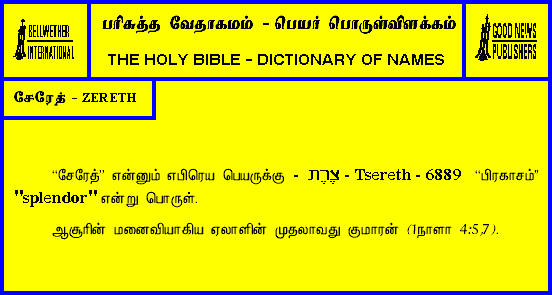 BELLWETHER
INTERNATIONAL
பரிசுத்த வேதாகமம் - பெயர் பொருள்விளக்கம்
THE HOLY BIBLE - DICTIONARY OF NAMES
GOOD NEWS
PUBLISHERS
சேரேத் - ZERETH
“சேரேத்” என்னும் எபிரெய பெயருக்கு - צֶרֶת - Tsereth - 6889 “பிரகாசம்”
"splendor" என்று பொருள்.
ஆசூரின் மனைவியாகிய ஏலாளின் முதலாவது குமாரன் (1நாளா 4:5,7).